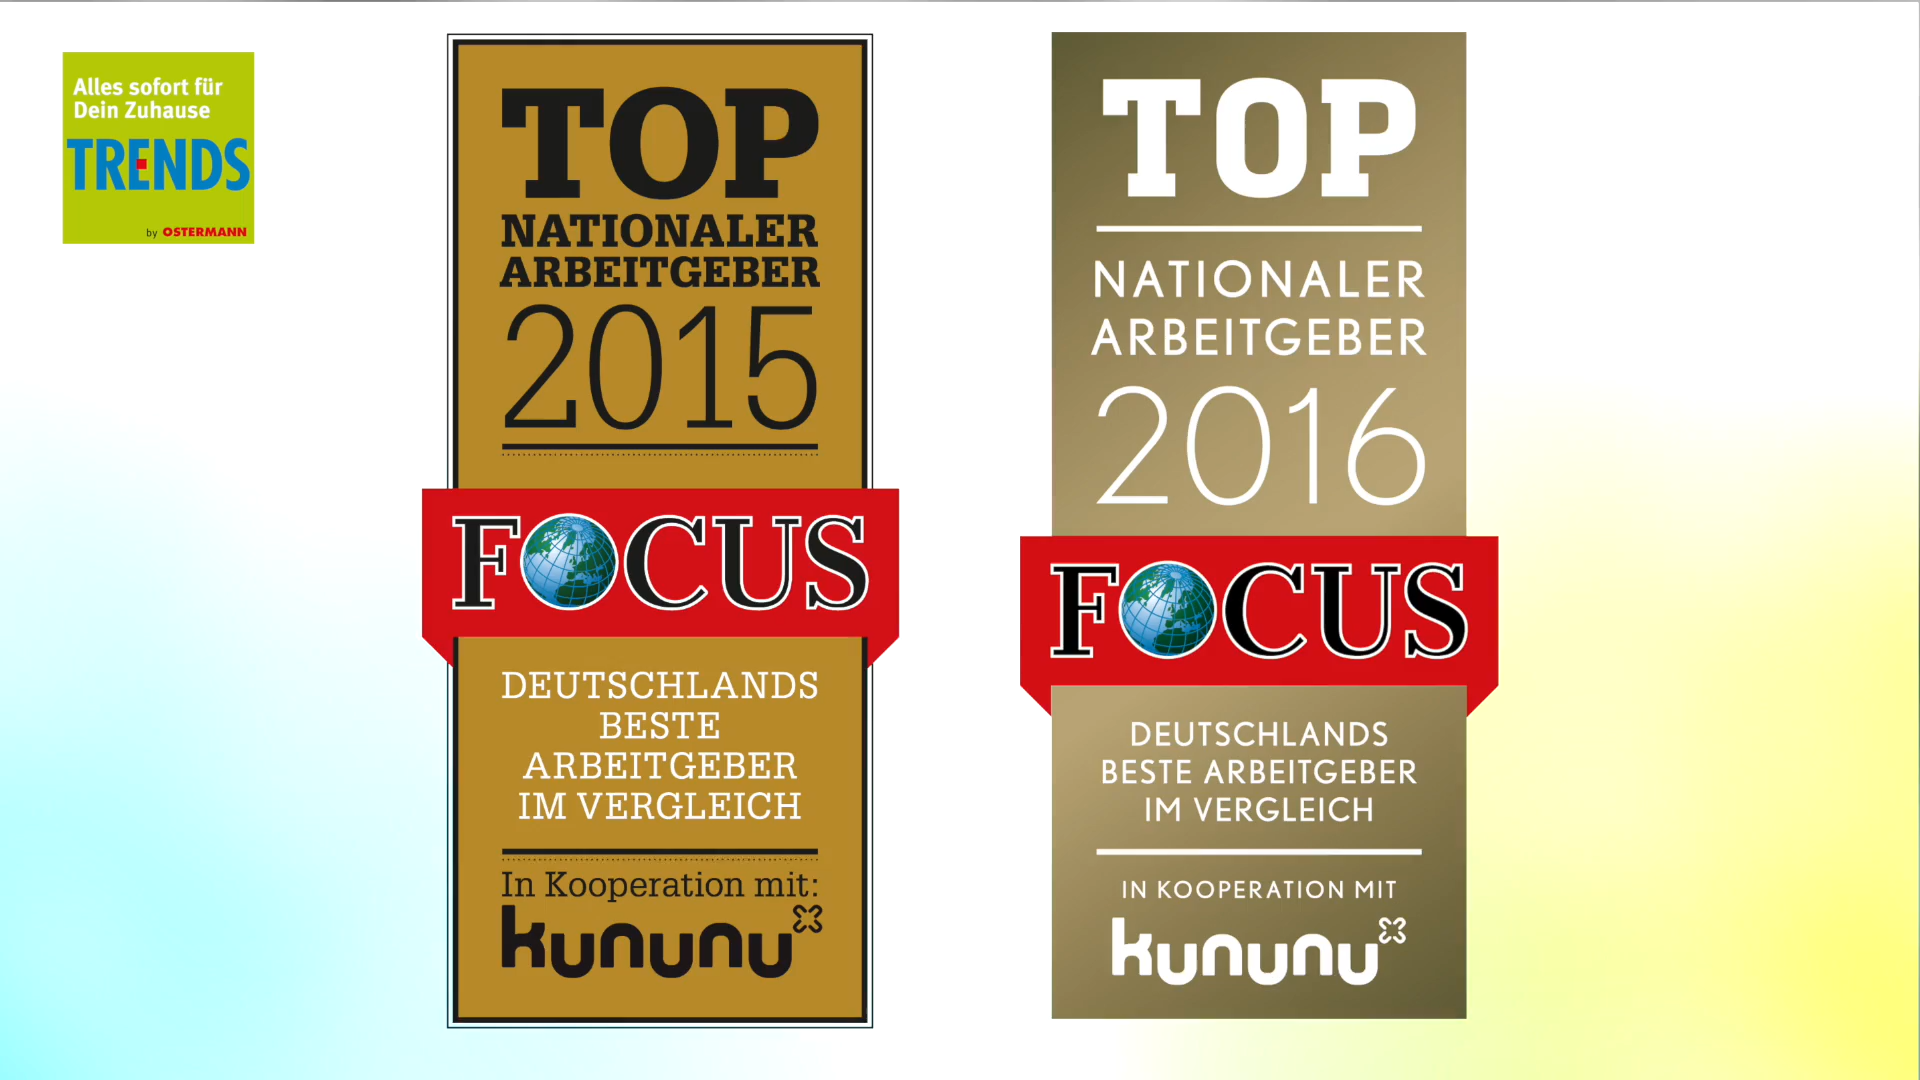 Alles sofort für
Dein Zuhause
TRENDS
by OSTERMANN
TOP
NATIONALER
ARBEITGEBER
2015
FOCUS
DEUTSCHLANDS
BESTE
ARBEITGEBER
IM VERGLEICH
In Kooperation mit:
kununu
TOP
NATIONALER
ARBEITGEBER
2016
FOCUS
DEUTSCHLANDS
BESTE ARBEITGEBER
IM VERGLEICH
IN KOOPERATION MIT
kununu